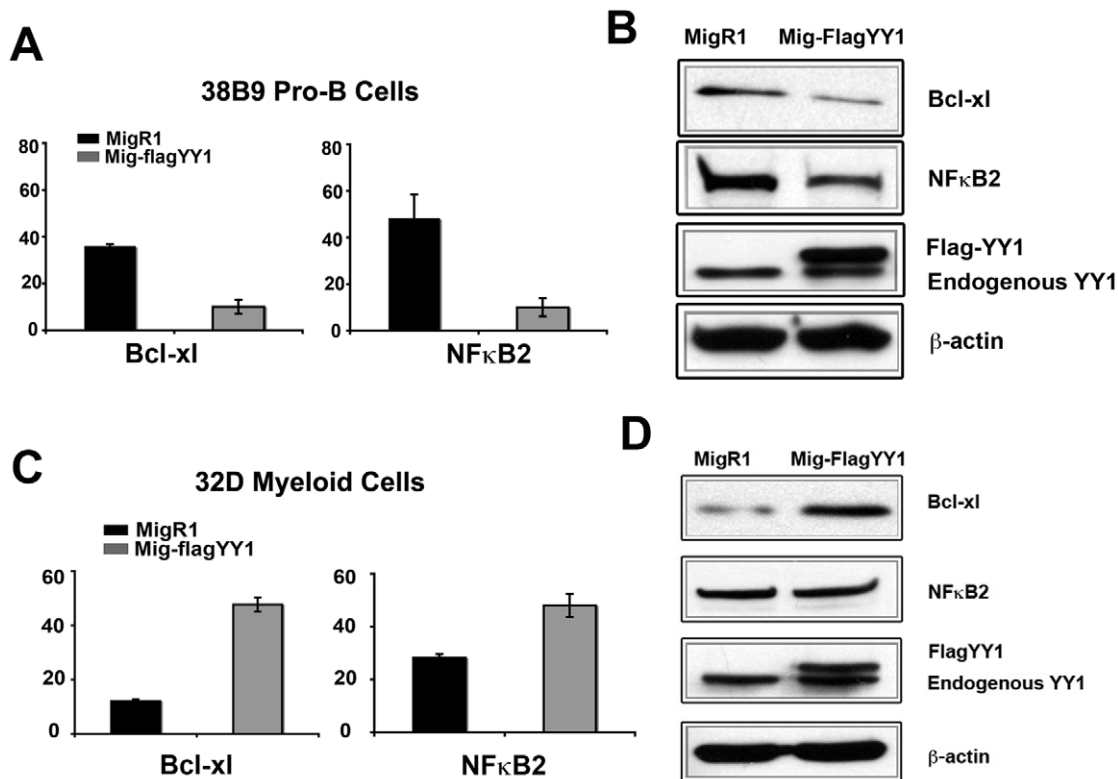 A
38B9 Pro-B Cells
MigR1
Mig-flagYY1
80
60
40
20
0
Bcl-xl
80
60
40
20
0
NFκB2
B
MigR1 Mig-FlagYY1
Bcl-xl
NFκB2
Flag-YY1
Endogenous YY1
β-actin
C
32D Myeloid Cells
MigR1
Mig-flagYY1
60
40
20
0
Bcl-xl
60
40
20
0
NFκB2
D
MigR1 Mig-FlagYY1
Bcl-xl
NFκB2
FlagYY1
Endogenous YY1
β-actin